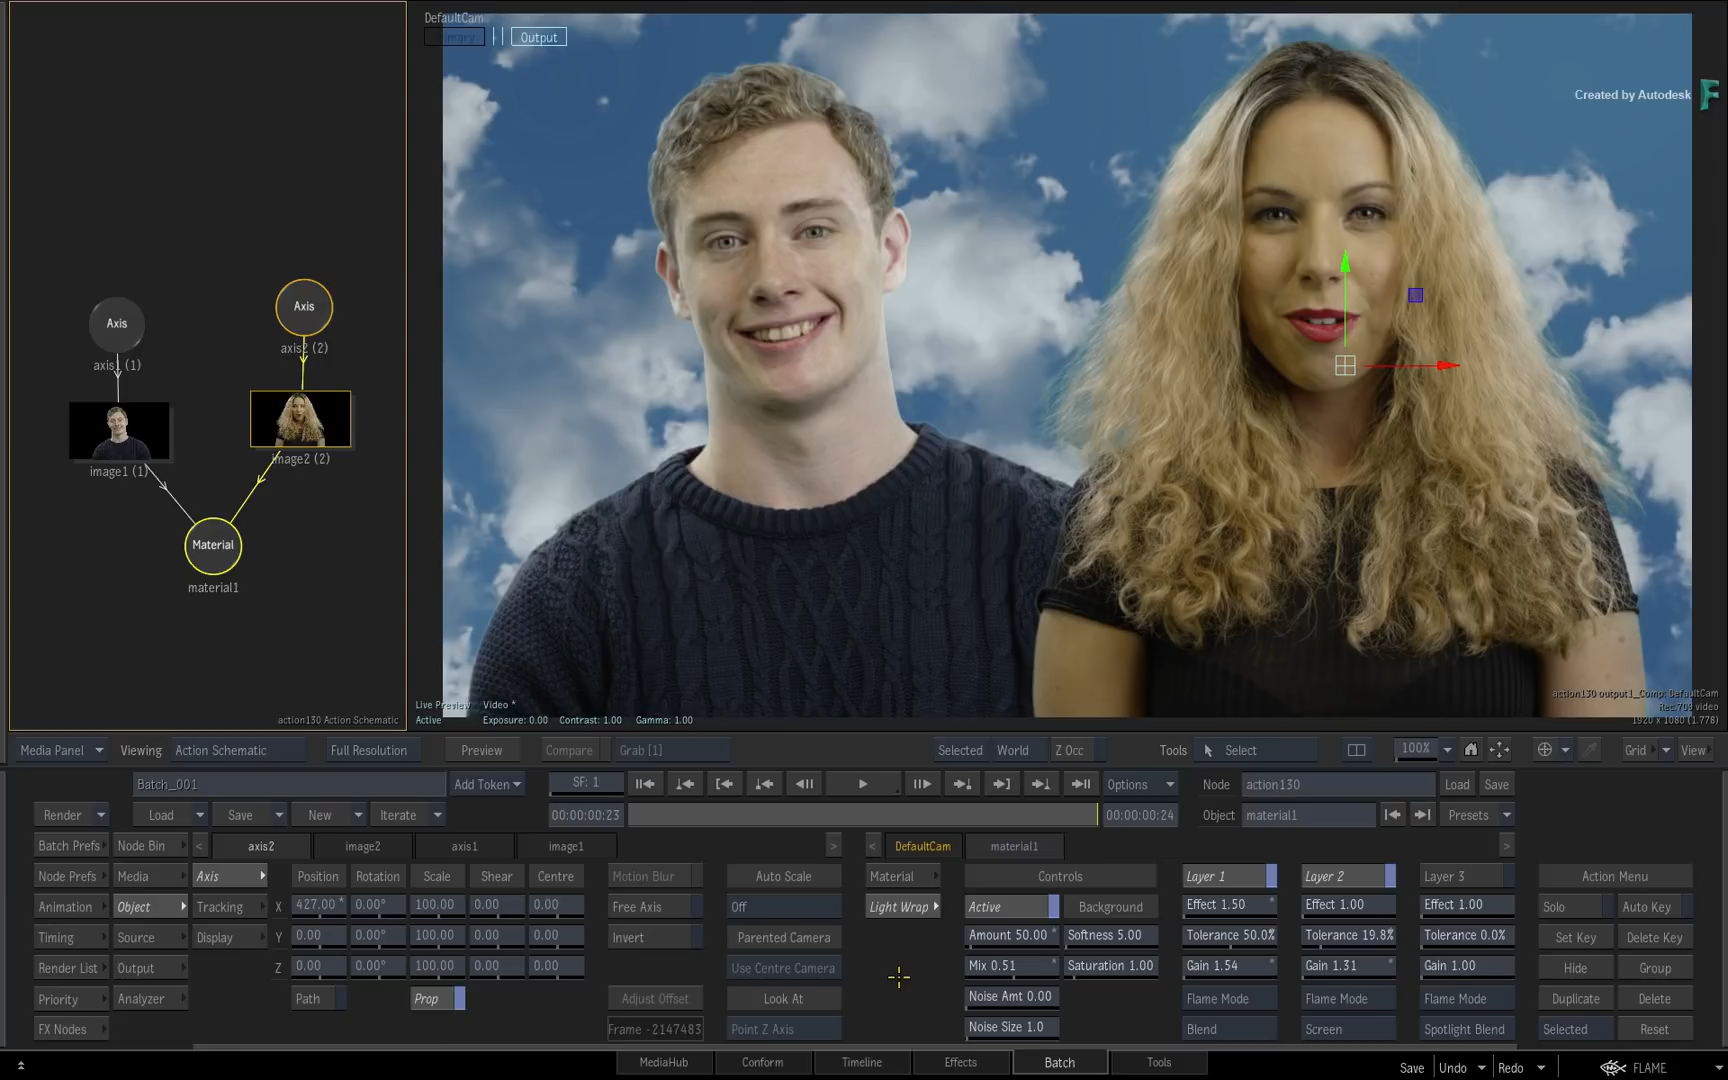 DefaultCam
Primary Output
Created by Autodesk
Axis
axis1 (1)
image1 (1)
Axis
axis2 (2)
image2 (2)
Material
material1
action130 Action Schematic
Live Preview Video *
Active Exposure: 0.00 Contrast: 1.00 Gamma: 1.00
action130 output1_Comp: DefaultCam
Rec.709 video
1920 x 1080 (1.778)
Media Panel Viewing Action Schematic Full Resolution Preview Compare Grab [1] Selected World Z Occ Tools Select 100% Grid View
Batch_001 Add Token SF: 1 Options Node action130 Load Save
Render Load Save New Iterate 00:00:00:23 00:00:00:24 Object material1 Presets
Batch Prefs Node Bin < axis2 image2 axis1 image1 > < DefaultCam material1 >
Node Prefs Media Axis Position Rotation Scale Shear Centre Motion Blur Auto Scale Material Controls Layer 1 Layer 2 Layer 3 Action Menu
Animation Object Tracking X 427.00 * 0.00° 100.00 0.00 0.00 Free Axis Off Light Wrap Active Background Effect 1.50 * Effect 1.00 Effect 1.00 Solo Auto Key
Timing Source Display Y 0.00 0.00° 100.00 0.00 0.00 Invert Parented Camera Amount 50.00 * Softness 5.00 Tolerance 50.0% Tolerance 19.8% Tolerance 0.0% Set Key Delete Key
Render List Output Z 0.00 0.00° 100.00 0.00 0.00 Use Centre Camera Mix 0.51 * Saturation 1.00 Gain 1.54 * Gain 1.31 * Gain 1.00 Hide Group
Priority Analyzer Path Prop Adjust Offset Look At Noise Amt 0.00 Flame Mode Flame Mode Flame Mode Duplicate Delete
FX Nodes Frame -2147483 Point Z Axis Noise Size 1.0 Blend Screen Spotlight Blend Selected Reset
MediaHub Conform Timeline Effects Batch Tools Save Undo Redo FLAME